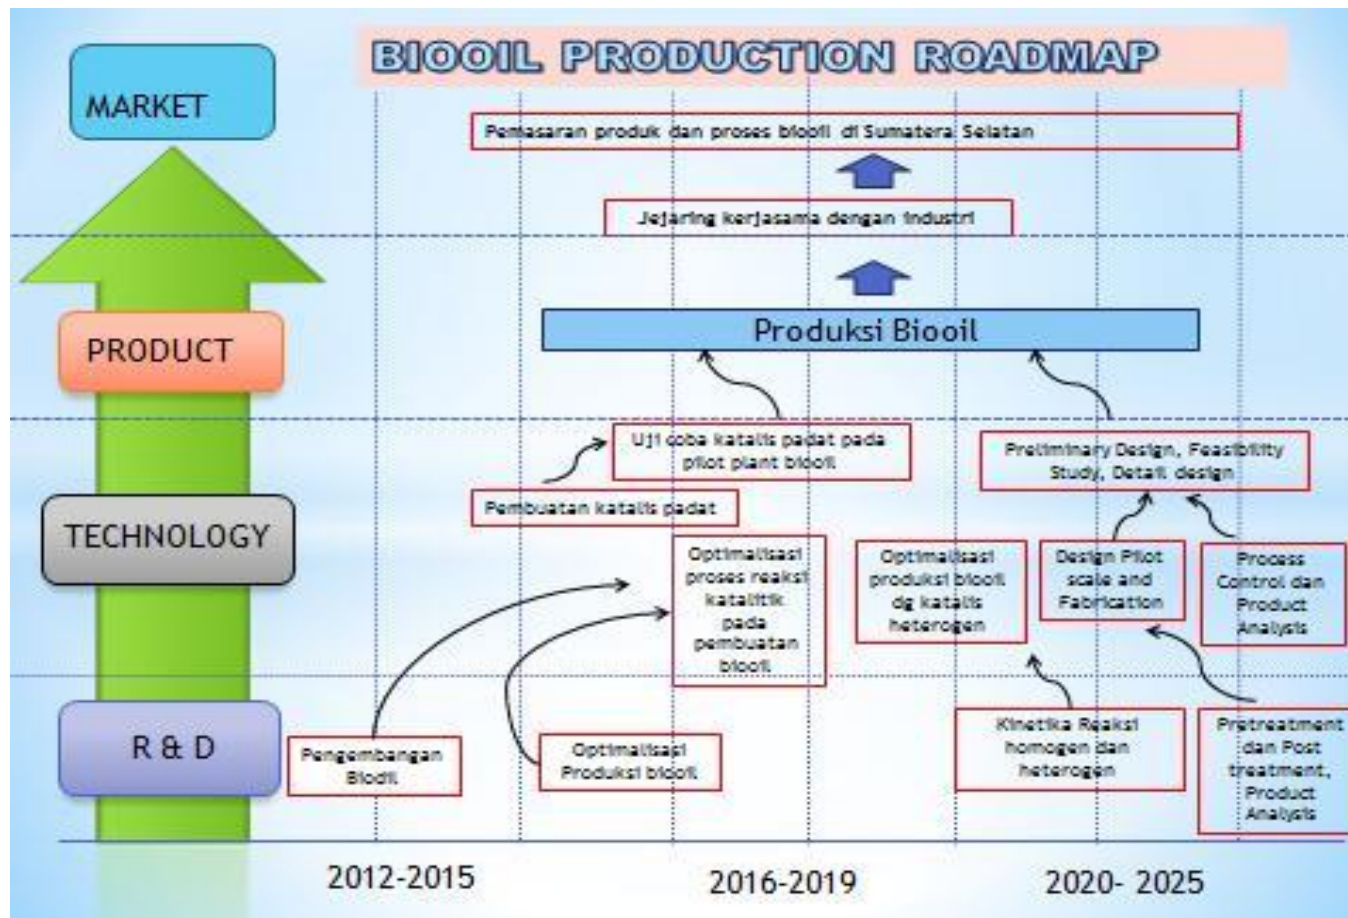 BIOOIL PRODUCTION ROADMAP
MARKET
Pemasaran produk dan proses biooil di Sumatera Selatan
Jejaring kerjasama dengan industri
PRODUCT
Produksi Biooil
Uji coba katalis padat pada
pilot plant biooil
Preliminary Design, Feasibility
Study, Detail design
Pembuatan katalis padat
TECHNOLOGY
Optimalisasi
proses reaksi
katalitik
pada
pembuatan
biooil
Optimalisasi
produksi biooil
dg katalis
heterogen
Design Pilot
scale and
Fabrication
Process
Control dan
Product
Analysis
R & D
Pengembangan
Biodil
Optimalisasi
Produksi biooil
Kinetika Reaksi
homogen dan
heterogen
Pretreatment
dan Post
treatment,
Product
Analysis
2012-2015
2016-2019
2020- 2025